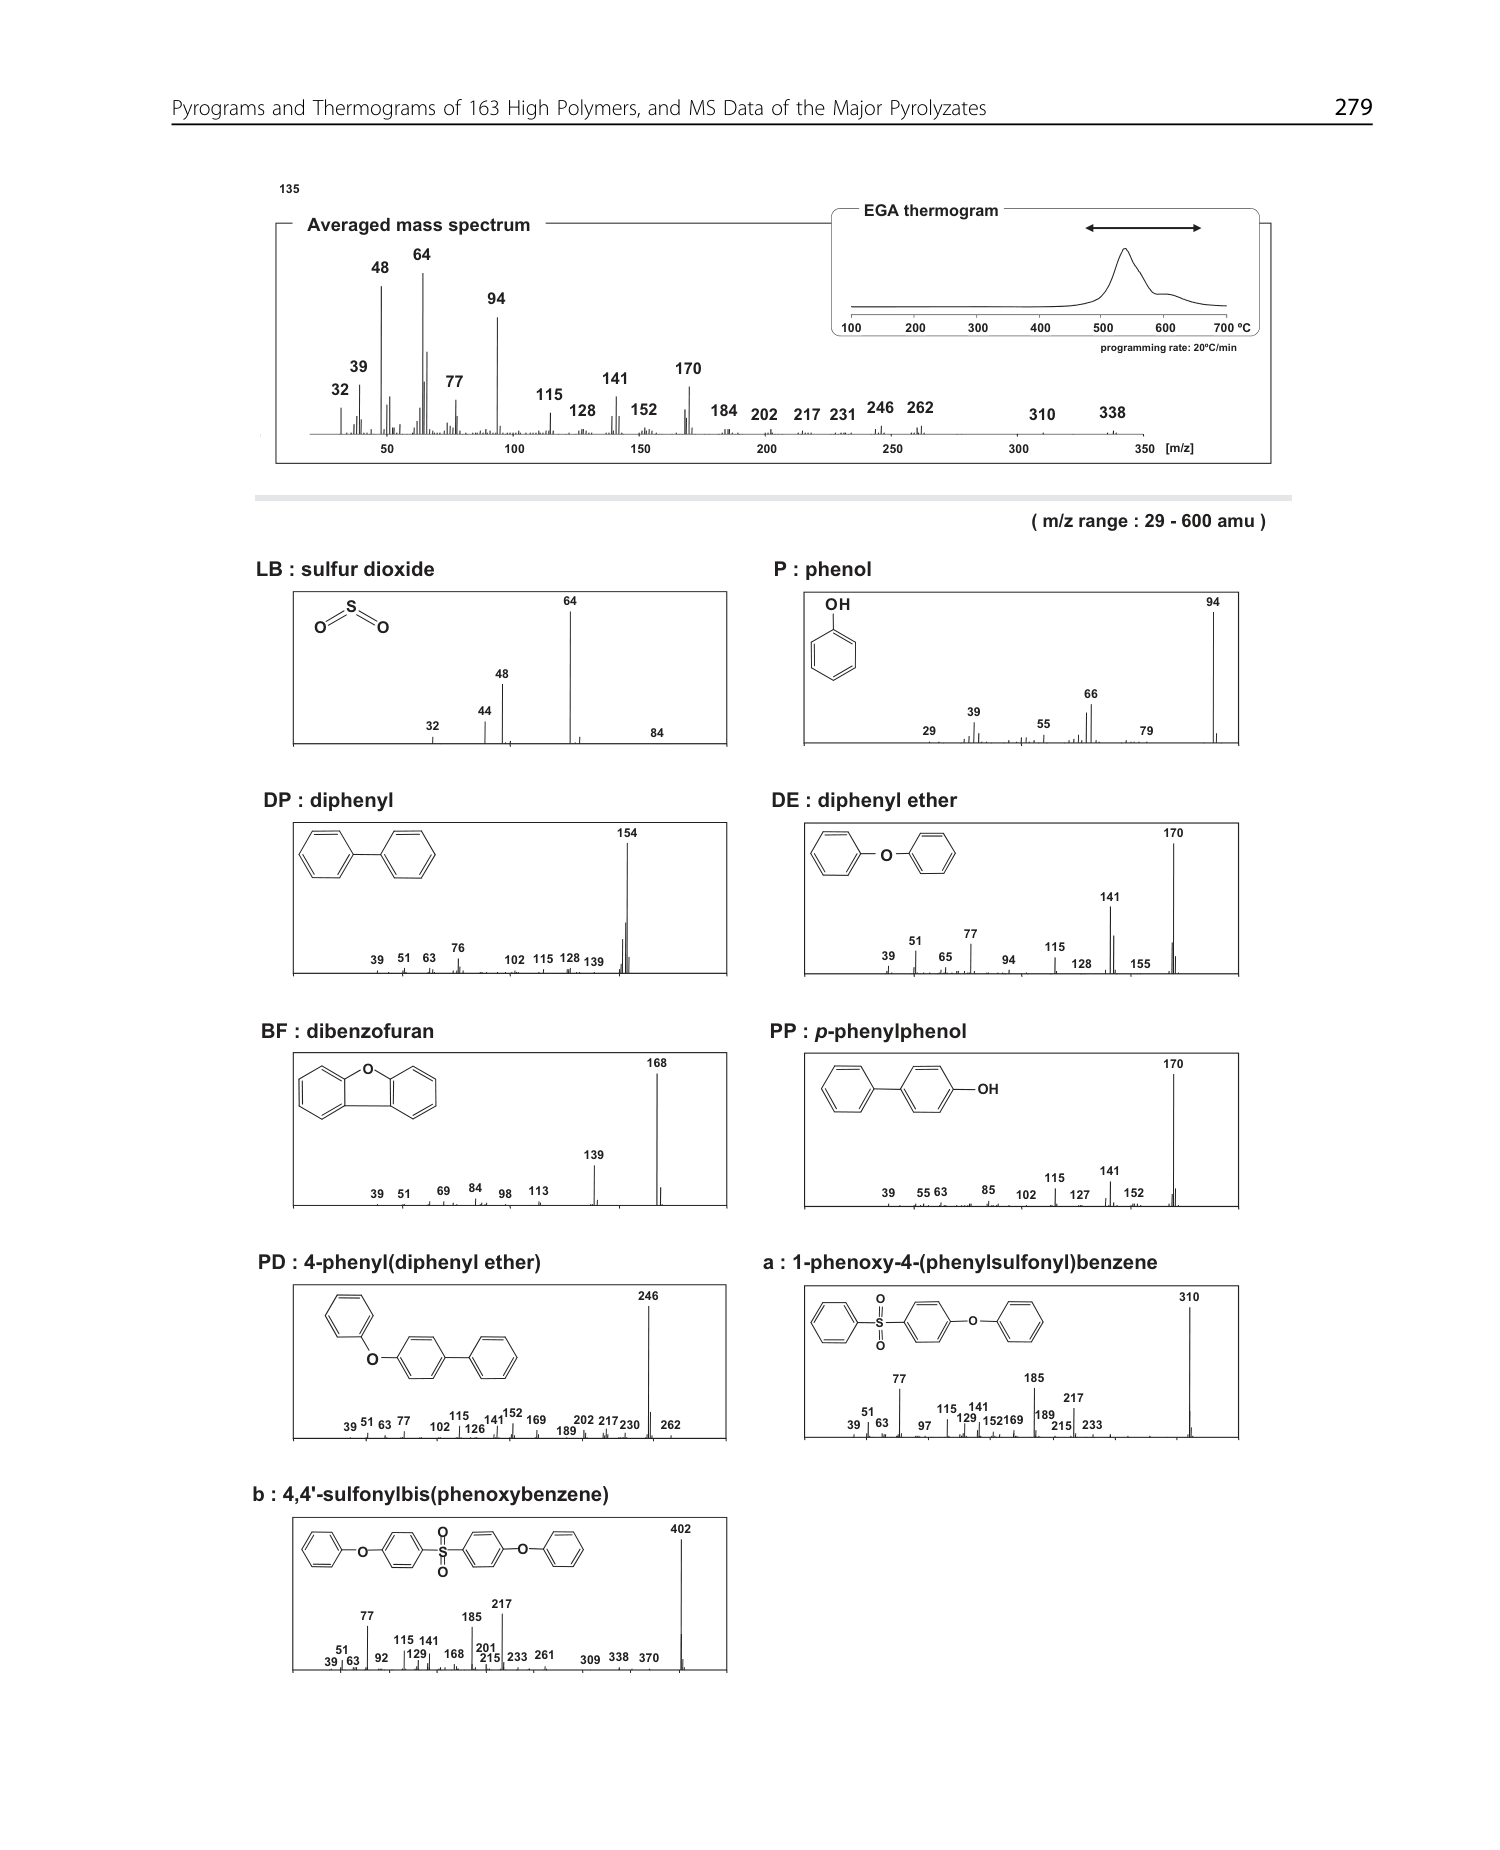 Pyrograms and Thermograms of 163 High Polymers, and MS Data of the Major Pyrolyzates 279
135
Averaged mass spectrum
EGA thermogram
100 200 300 400 500 600 700 ºC
programming rate: 20ºC/min
32 39 48 64 77 94 115 128 141 152 170 184 202 217 231 246 262 310 338
50 100 150 200 250 300 350 [m/z]
( m/z range : 29 - 600 amu )
LB : sulfur dioxide
S
O O
32 44 48 64 84
P : phenol
OH
29 39 55 66 79 94
DP : diphenyl
39 51 63 76 102 115 128 139 154
DE : diphenyl ether
O
39 51 65 77 94 115 128 141 155 170
BF : dibenzofuran
O
39 51 69 84 98 113 139 168
PP : p-phenylphenol
OH
39 55 63 85 102 115 127 141 152 170
PD : 4-phenyl(diphenyl ether)
O
39 51 63 77 102 115 126 141 152 169 189 202 217 230 246 262
a : 1-phenoxy-4-(phenylsulfonyl)benzene
O
S O
O
39 51 63 77 97 115 129 141 152 169 185 189 215 217 233 310
b : 4,4'-sulfonylbis(phenoxybenzene)
O
O S O
O
39 51 63 77 92 115 129 141 168 185 201 215 217 233 261 309 338 370 402